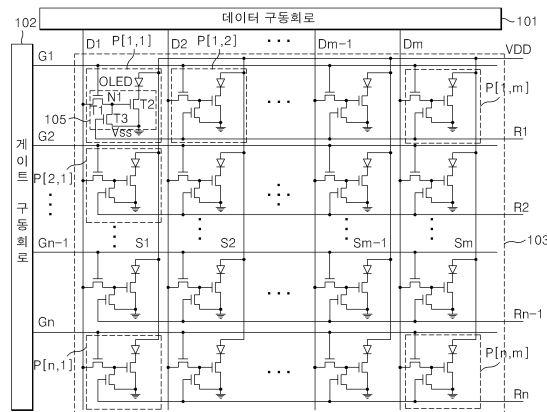 102
데이터 구동회로
101
D1
P[1,1]
D2
P[1,2]
Dm-1
Dm
VDD
G1
OLED
N1
T1
T2
T3
Vss
105
P[1,m]
R1
G2
P[2,1]
R2
게이트 구동회로
Gn-1
S1
S2
Sm-1
Sm
103
Rn-1
Gn
P[n,1]
P[n,m]
Rn